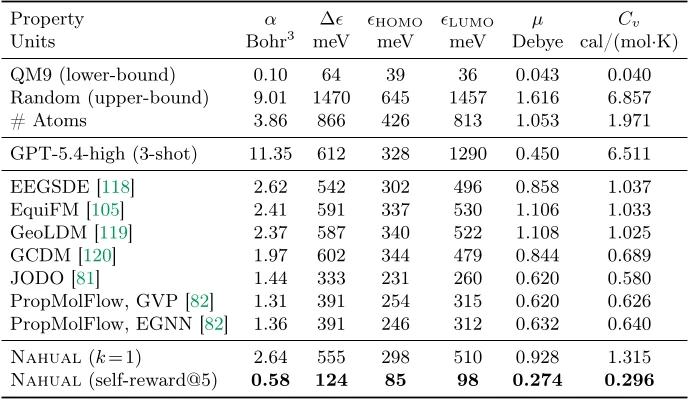 Property α Δϵ ϵHOMO ϵLUMO μ Cv
Units Bohr³ meV meV meV Debye cal/(mol·K)
QM9 (lower-bound) 0.10 64 39 36 0.043 0.040
Random (upper-bound) 9.01 1470 645 1457 1.616 6.857
# Atoms 3.86 866 426 813 1.053 1.971
GPT-5.4-high (3-shot) 11.35 612 328 1290 0.450 6.511
EEGSDE [118] 2.62 542 302 496 0.858 1.037
EquiFM [105] 2.41 591 337 530 1.106 1.033
GeoLDM [119] 2.37 587 340 522 1.108 1.025
GCDM [120] 1.97 602 344 479 0.844 0.689
JODO [81] 1.44 333 231 260 0.620 0.580
PropMolFlow, GVP [82] 1.31 391 254 315 0.620 0.626
PropMolFlow, EGNN [82] 1.36 391 246 312 0.632 0.640
NAHUAL (k=1) 2.64 555 298 510 0.928 1.315
NAHUAL (self-reward@5) 0.58 124 85 98 0.274 0.296